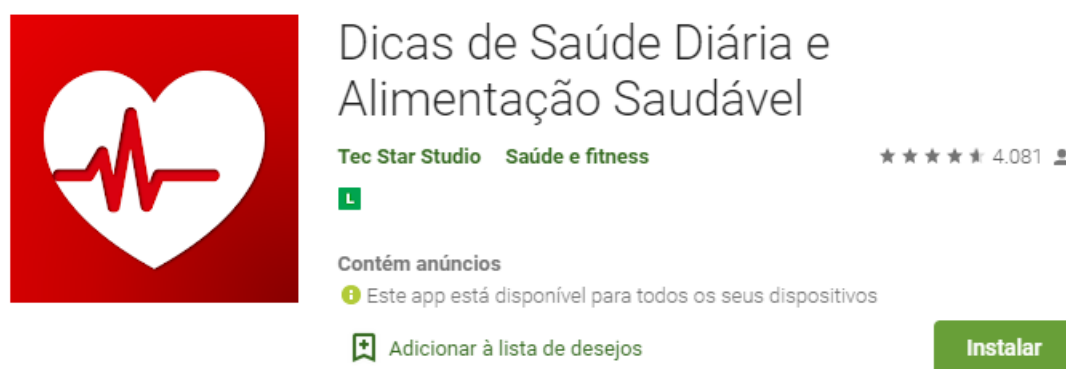 Dicas de Saúde Diária e
Alimentação Saudável
Tec Star Studio Saúde e fitness 4.081
L
Contém anúncios
Este app está disponível para todos os seus dispositivos
Adicionar à lista de desejos
Instalar